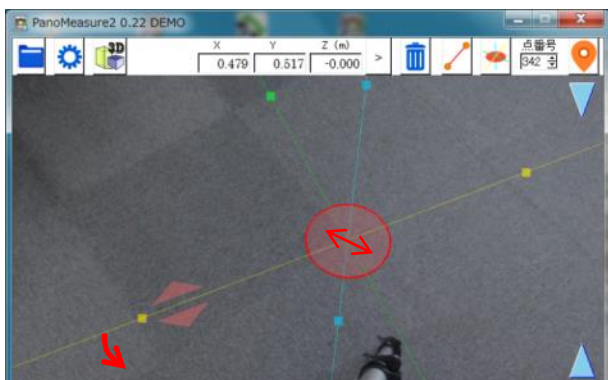 PanoMeasure2 0.22 DEMO
3D
X Y Z (m)
0.479 0.517 -0.000 >
点番号
342